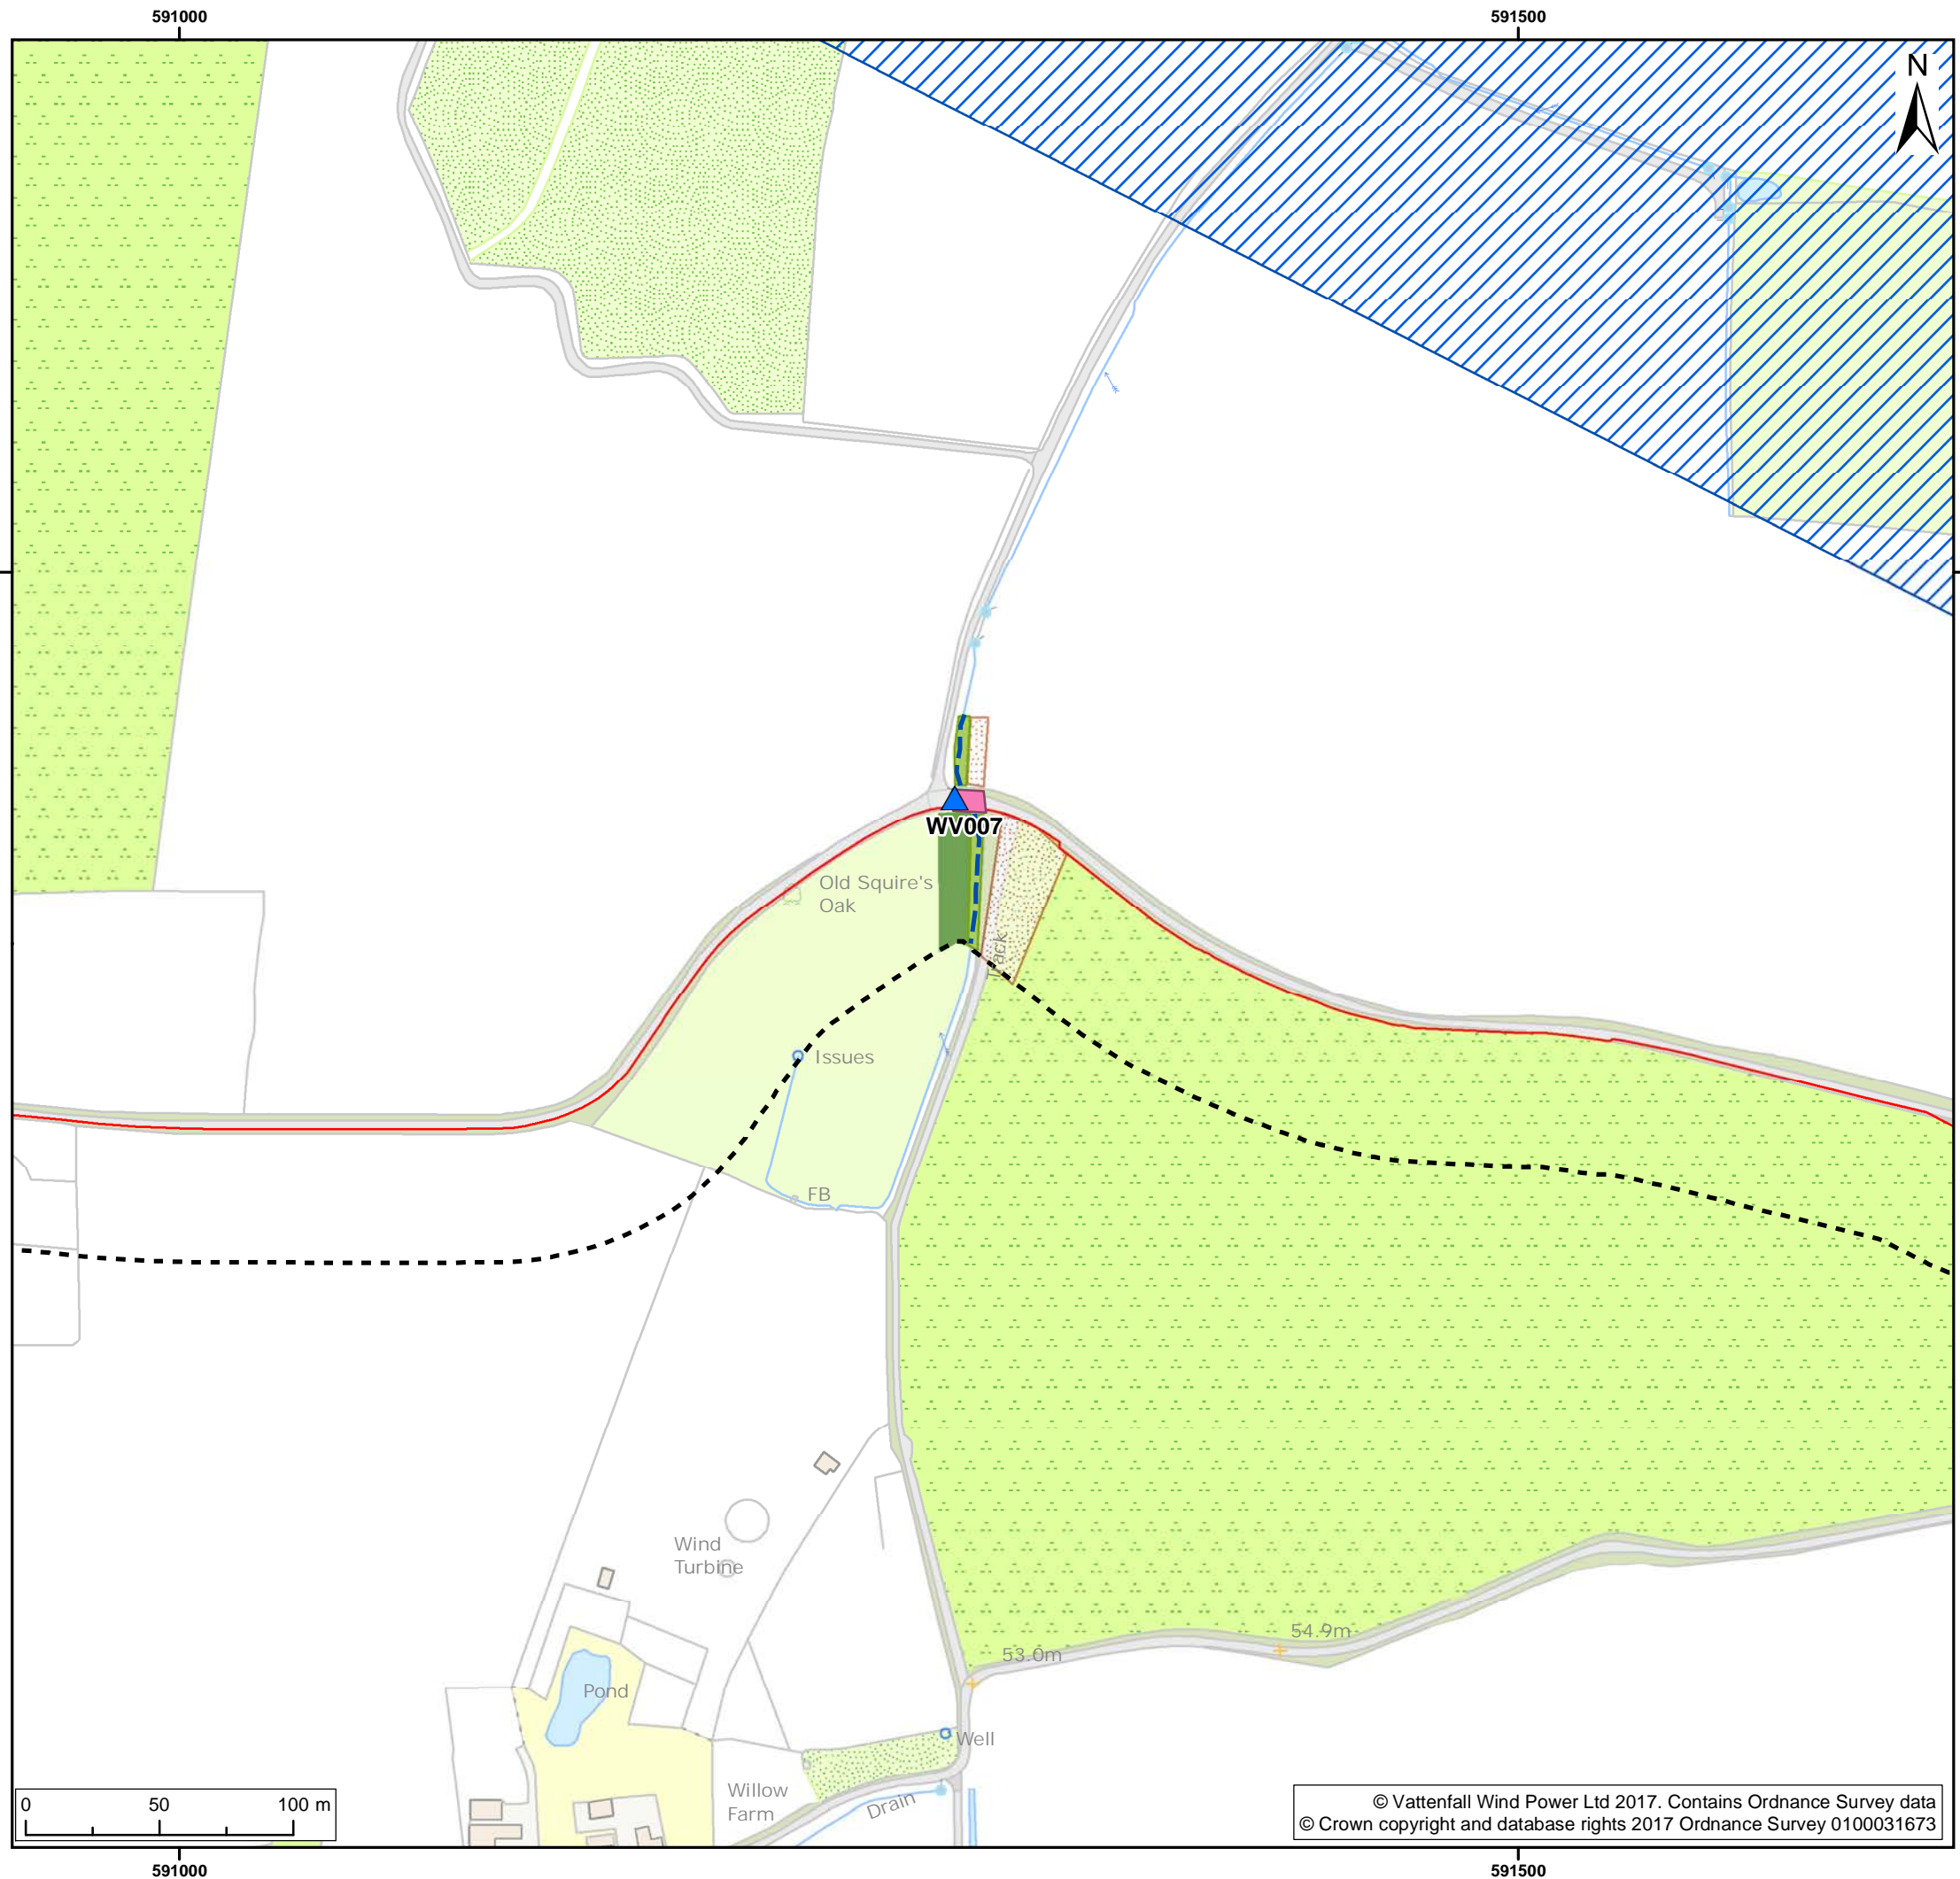 591000
591500
N
WV007
Old Squire's
Oak
Track
Issues
FB
Wind
Turbine
54.9m
53.0m
Pond
Well
Willow
Farm
Drain
0 50 100 m
© Vattenfall Wind Power Ltd 2017. Contains Ordnance Survey data
© Crown copyright and database rights 2017 Ordnance Survey 0100031673
591000
591500